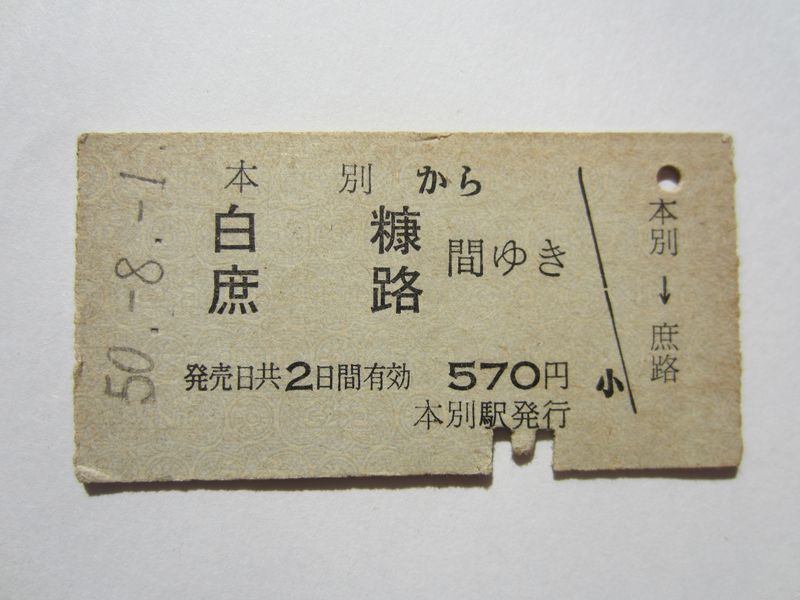 50.-8.-1.
本別から
白糠
庶路
間ゆき
発売日共2日間有効 570円
本別駅発行
小
本別→庶路